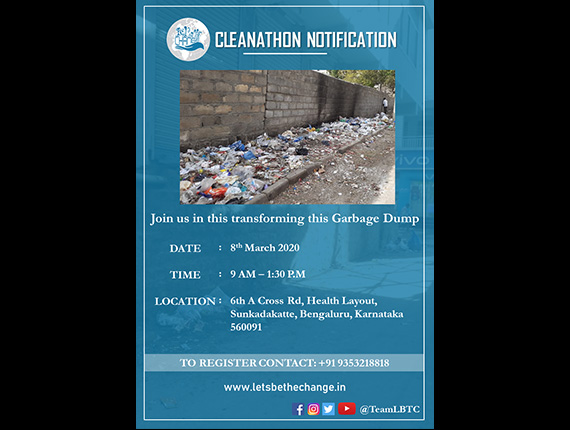 CLEANATHON NOTIFICATION
Join us in this transforming this Garbage Dump
DATE : 8th March 2020
TIME : 9 AM – 1:30 P.M
LOCATION : 6th A Cross Rd, Health Layout,
Sunkadakatte, Bengaluru, Karnataka
560091
TO REGISTER CONTACT: +91 9353218818
www.letsbethechange.in
@TeamLBTC
vivo